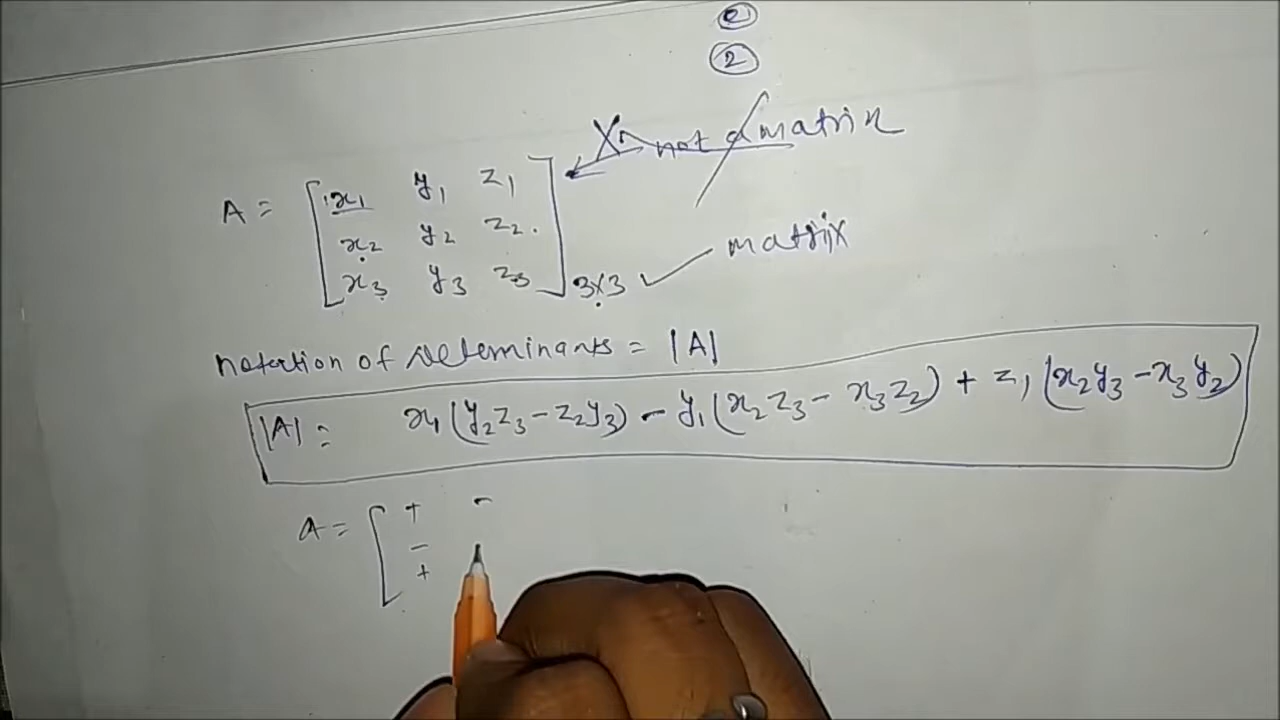 2
X not a matrix
A = [ x₁ y₁ z₁
x₂ y₂ z₂
x₃ y₃ z₃ ] 3x3 ✓ matrix
notation of determinants = |A|
|A| = x₁(y₂z₃-z₂y₃) - y₁(x₂z₃ - x₃z₂) + z₁(x₂y₃-x₃y₂)
A = [ + -
-
+